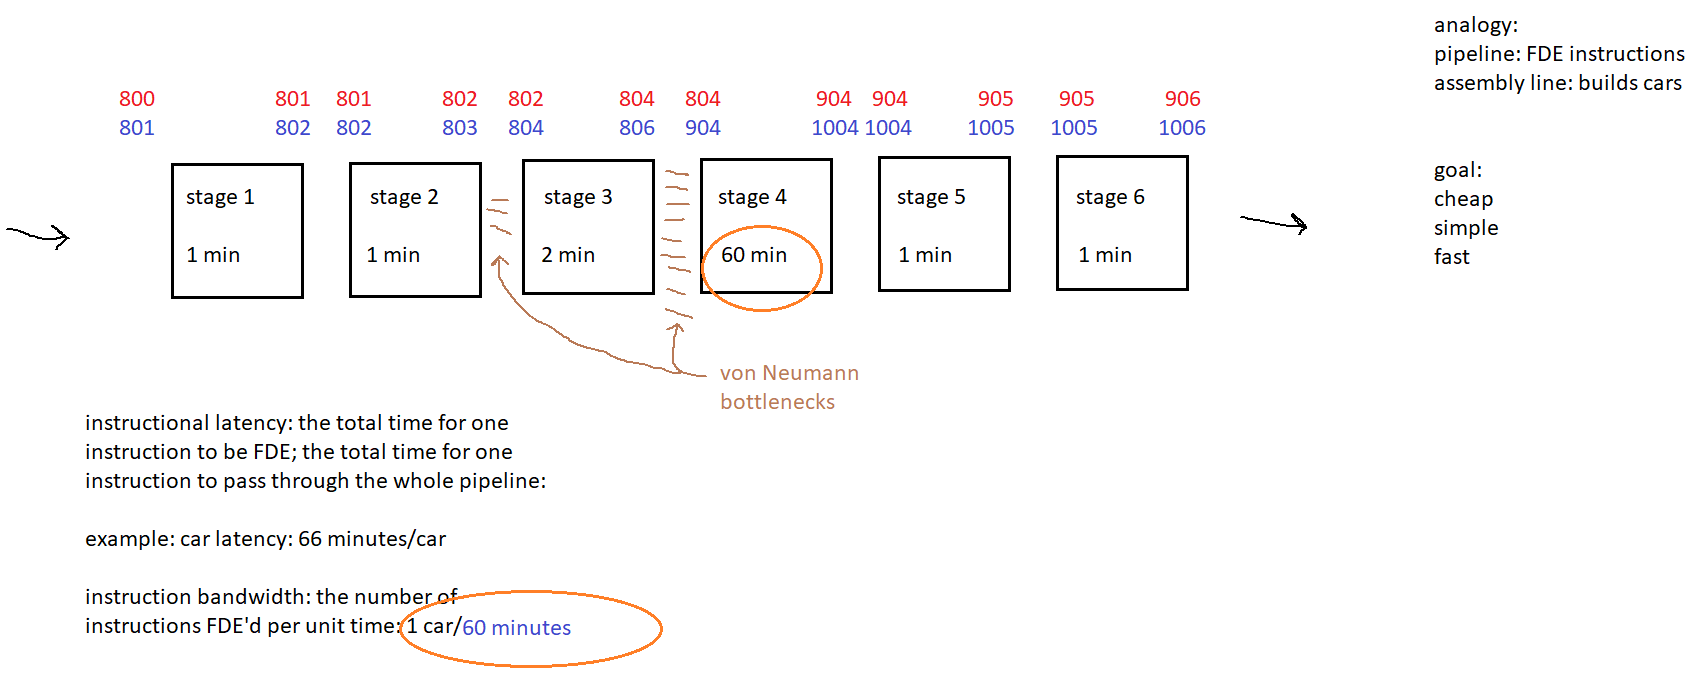 analogy:
pipeline: FDE instructions
assembly line: builds cars
800 801 801 802 802 804 804 904 904 905 905 906
801 802 802 803 804 806 904 1004 1004 1005 1005 1006
goal:
cheap
simple
fast
stage 1 stage 2 stage 3 stage 4 stage 5 stage 6
1 min 1 min 2 min 60 min 1 min 1 min
von Neumann
bottlenecks
instructional latency: the total time for one
instruction to be FDE; the total time for one
instruction to pass through the whole pipeline:
example: car latency: 66 minutes/car
instruction bandwidth: the number of
instructions FDE'd per unit time: 1 car/60 minutes